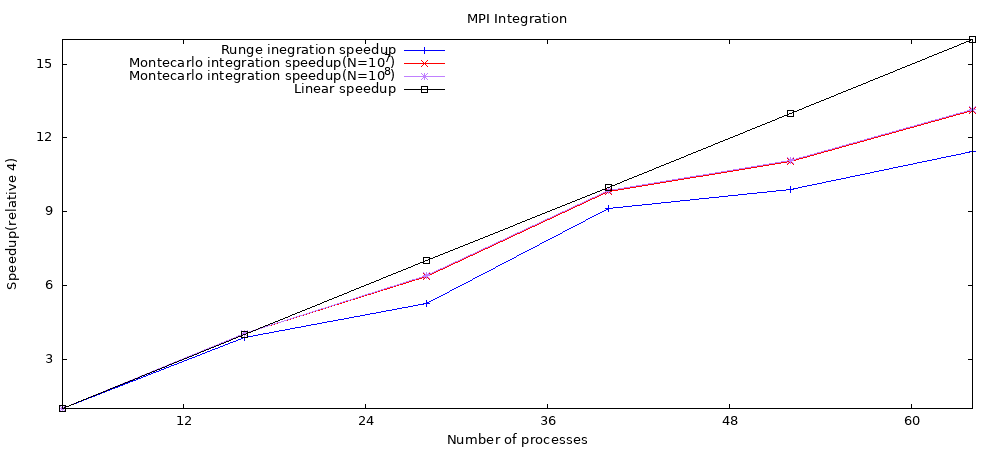 MPI Integration
Runge inegration speedup
Montecarlo integration speedup(N=10⁷)
Montecarlo integration speedup(N=10⁸)
Linear speedup
15
12
9
6
3
Speedup(relative 4)
12 24 36 48 60
Number of processes